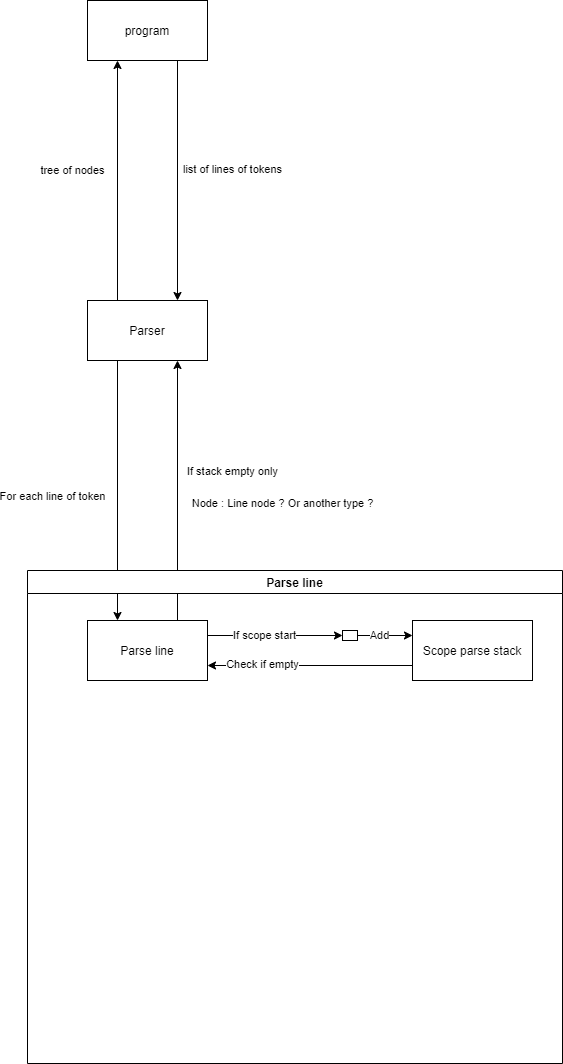 program
tree of nodes
list of lines of tokens
Parser
If stack empty only
For each line of token
Node : Line node ? Or another type ?
Parse line
Parse line
If scope start
Add
Scope parse stack
Check if empty